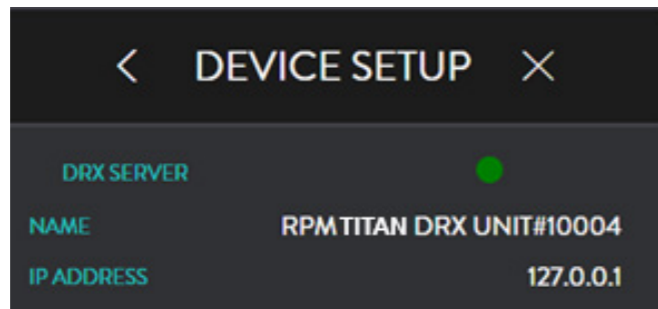 DEVICE SETUP
DRX SERVER
NAME RPM TITAN DRX UNIT#10004
IP ADDRESS 127.0.0.1